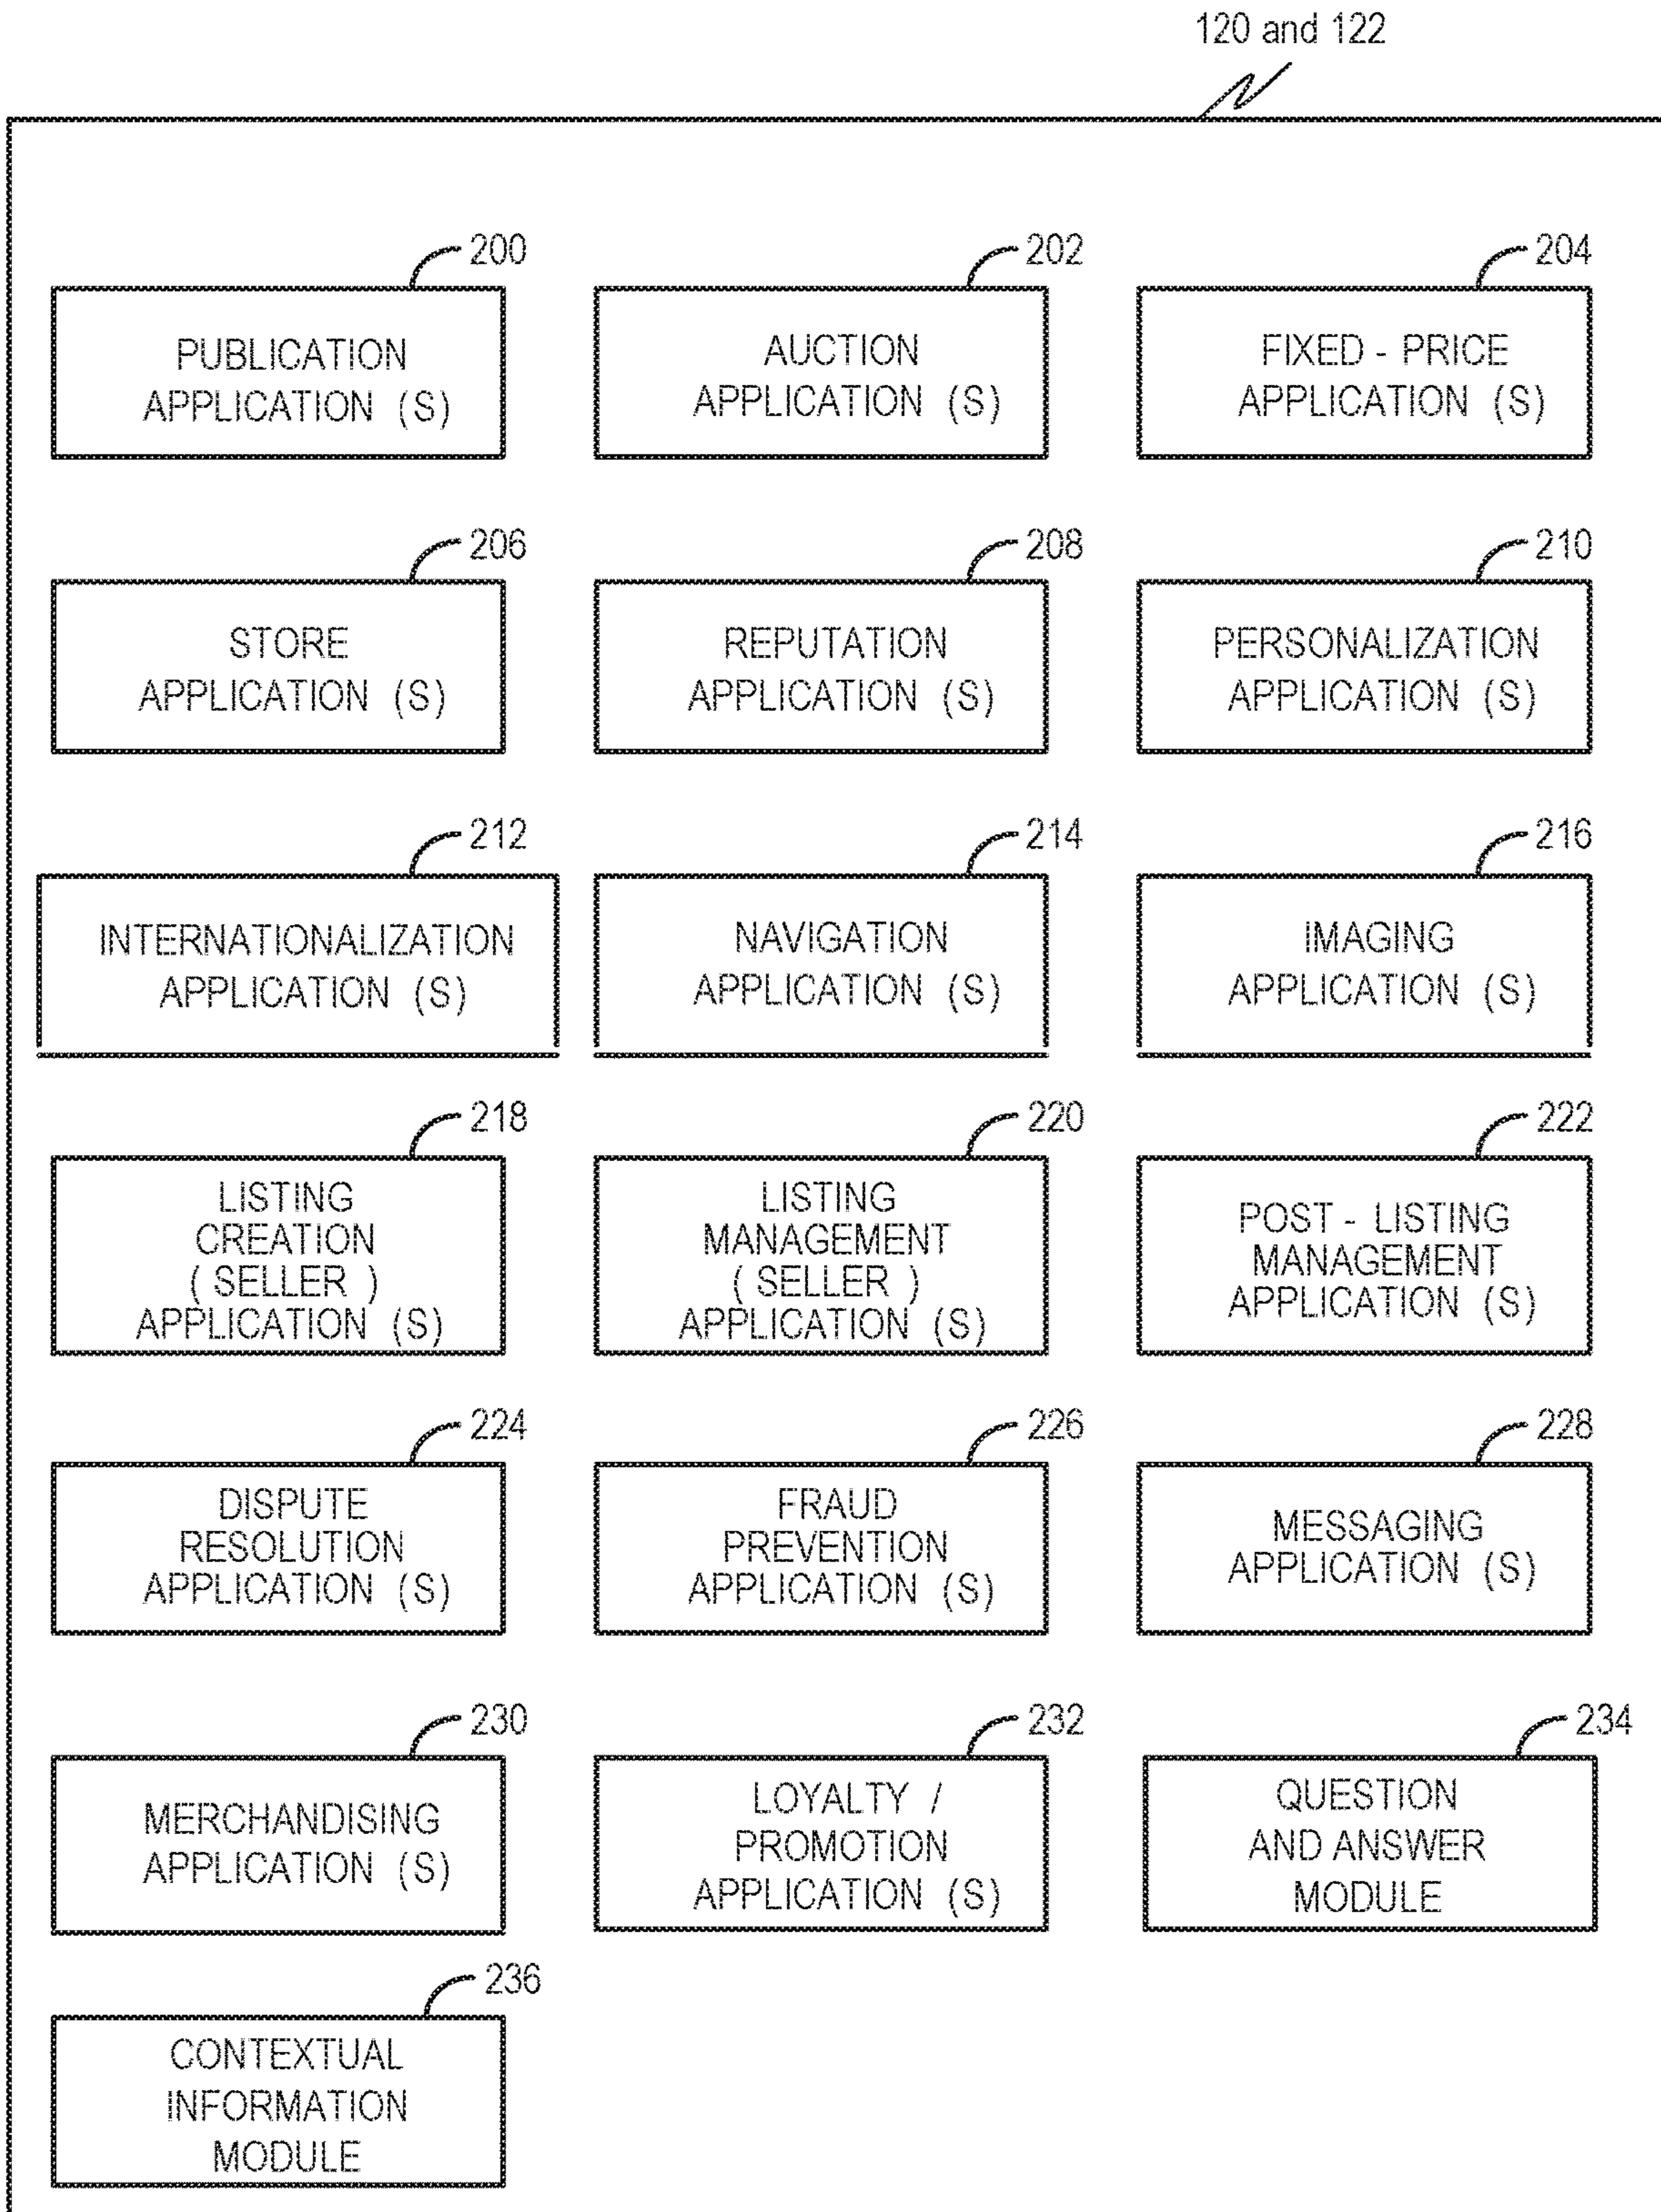 120 and 122
200
202
204
PUBLICATION
APPLICATION (S)
AUCTION
APPLICATION (S)
FIXED - PRICE
APPLICATION (S)
206
208
210
STORE
APPLICATION (S)
REPUTATION
APPLICATION (S)
PERSONALIZATION
APPLICATION (S)
212
214
216
INTERNATIONALIZATION
APPLICATION (S)
NAVIGATION
APPLICATION (S)
IMAGING
APPLICATION (S)
218
220
222
LISTING
CREATION
( SELLER )
APPLICATION (S)
LISTING
MANAGEMENT
( SELLER )
APPLICATION (S)
POST - LISTING
MANAGEMENT
APPLICATION (S)
224
226
228
DISPUTE
RESOLUTION
APPLICATION (S)
FRAUD
PREVENTION
APPLICATION (S)
MESSAGING
APPLICATION (S)
230
232
234
MERCHANDISING
APPLICATION (S)
LOYALTY /
PROMOTION
APPLICATION (S)
QUESTION
AND ANSWER
MODULE
236
CONTEXTUAL
INFORMATION
MODULE